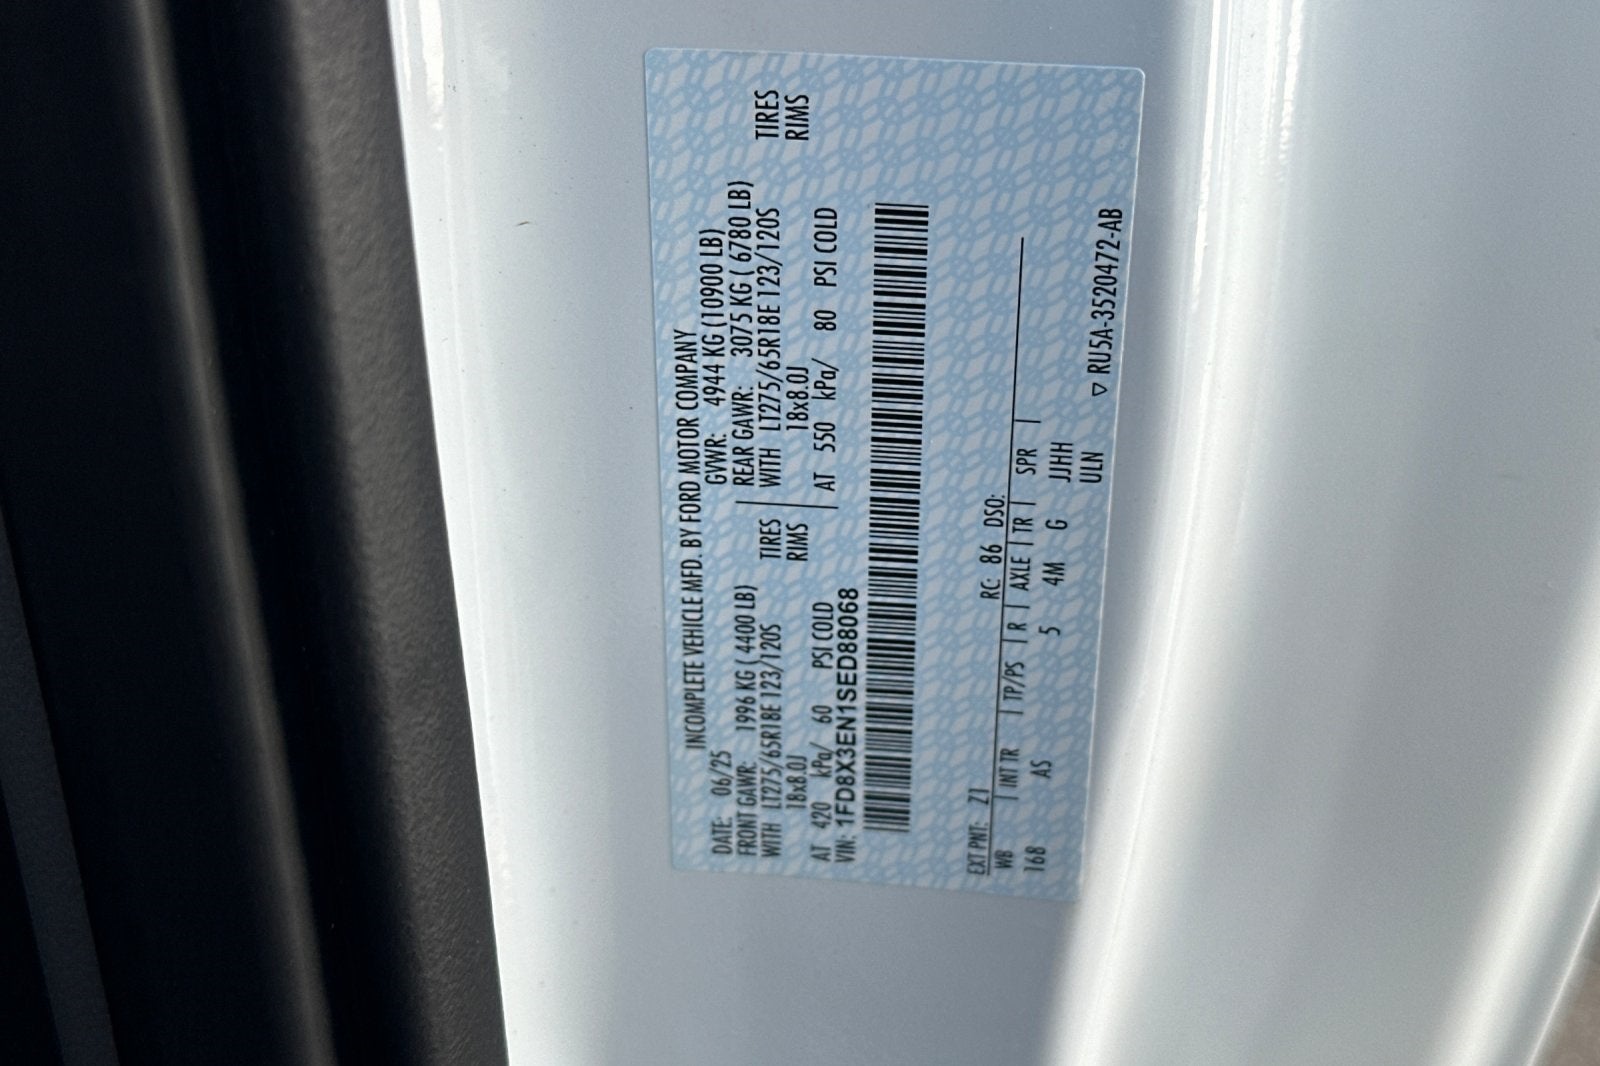 INCOMPLETE VEHICLE MFD. BY FORD MOTOR COMPANY
DATE: 06/25 GVWR: 4944 KG (10900 LB)
FRONT GAWR: 1996 KG ( 4400 LB) REAR GAWR: 3075 KG ( 6780 LB)
WITH LT275/65R18E 123/120S TIRES WITH LT275/65R18E 123/120S TIRES
18x8.0J RIMS 18x8.0J RIMS
AT 420 kPa/ 60 PSI COLD AT 550 kPa/ 80 PSI COLD
VIN: 1FD8X3EN1SED88068
EXT PNT: Z1 RC: 86 DSO:
WB | INT TR | TP/PS | R | AXLE | TR | SPR |
168 AS 5 4M G JJHH
ULN
▽ RU5A-3520472-AB